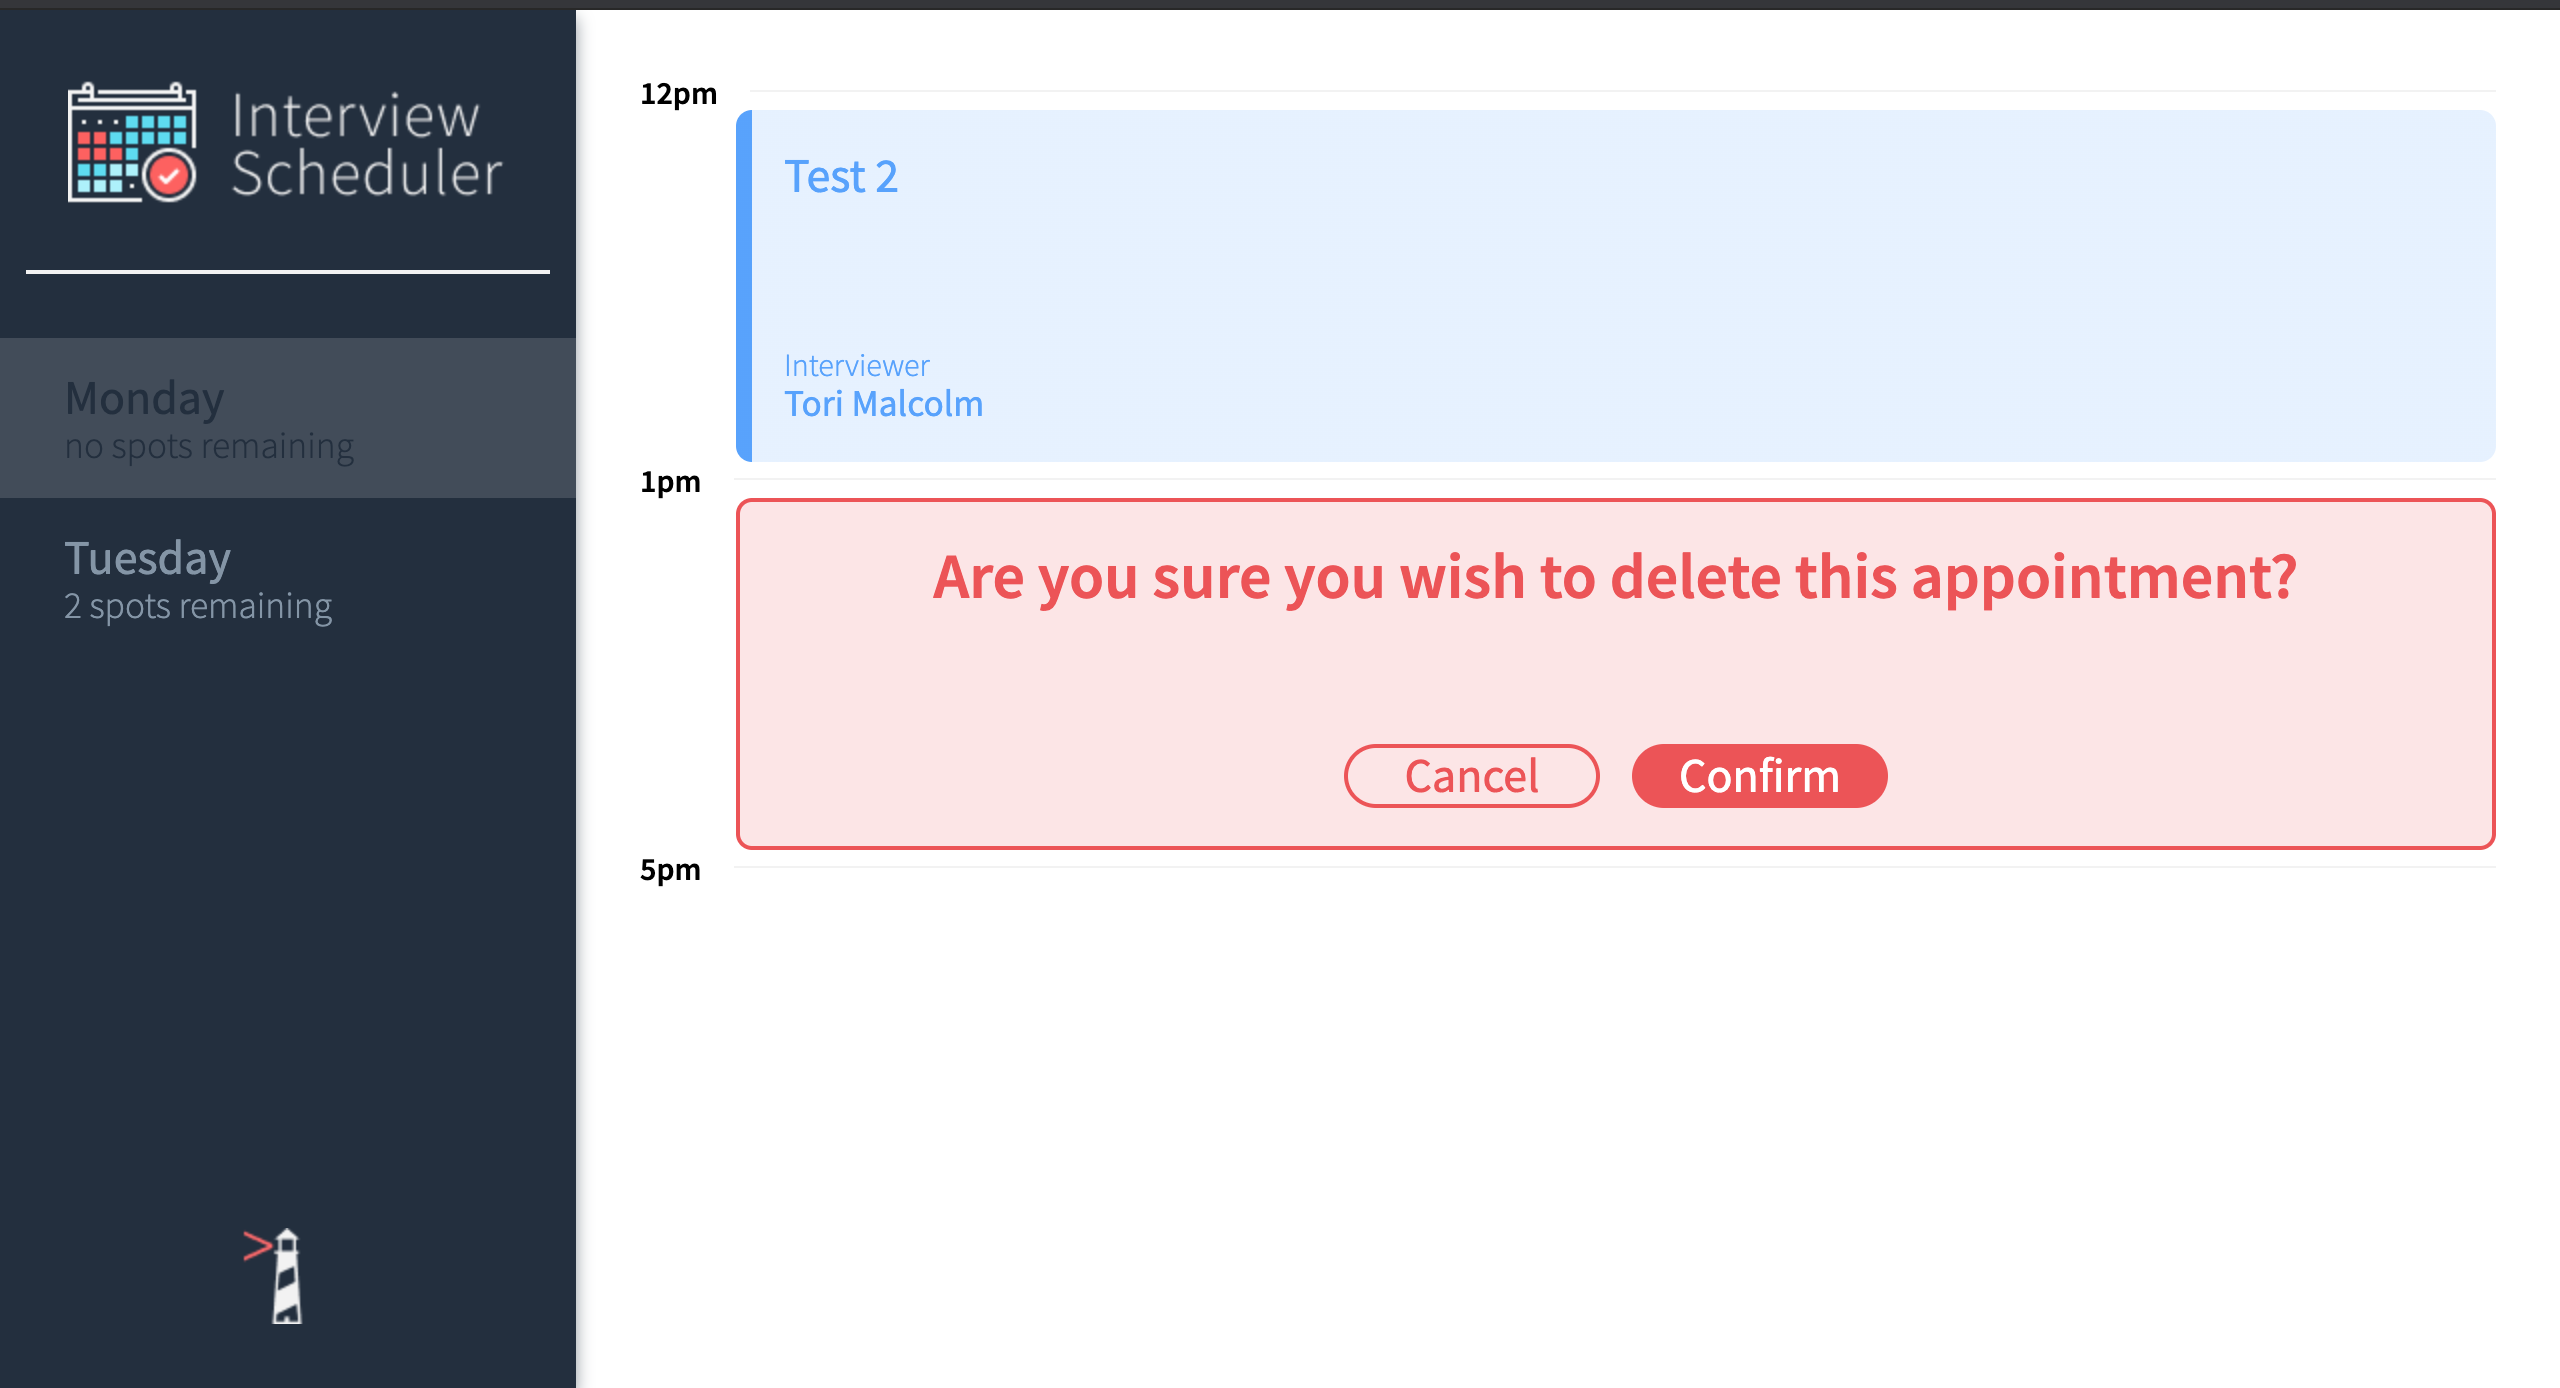 Interview
Scheduler
Monday
no spots remaining
Tuesday
2 spots remaining
12pm
Test 2
Interviewer
Tori Malcolm
1pm
Are you sure you wish to delete this appointment?
Cancel
Confirm
5pm